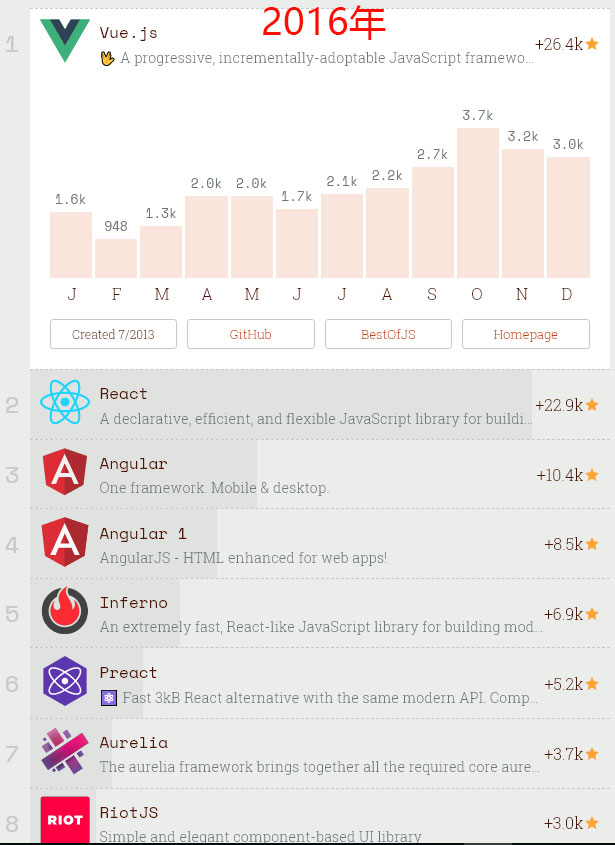 2016年
1
Vue.js
+26.4k
A progressive, incrementally-adoptable JavaScript framewo...
1.6k 948 1.3k 2.0k 2.0k 1.7k 2.1k 2.2k 2.7k 3.7k 3.2k 3.0k
J F M A M J J A S O N D
Created 7/2013 GitHub BestOfJS Homepage
2
React
+22.9k
A declarative, efficient, and flexible JavaScript library for buildi...
3
Angular
+10.4k
One framework. Mobile & desktop.
4
Angular 1
+8.5k
AngularJS - HTML enhanced for web apps!
5
Inferno
+6.9k
An extremely fast, React-like JavaScript library for building mod...
6
Preact
+5.2k
Fast 3kB React alternative with the same modern API. Comp...
7
Aurelia
+3.7k
The aurelia framework brings together all the required core aure...
8
RIOT
RiotJS
+3.0k
Simple and elegant component-based UI library